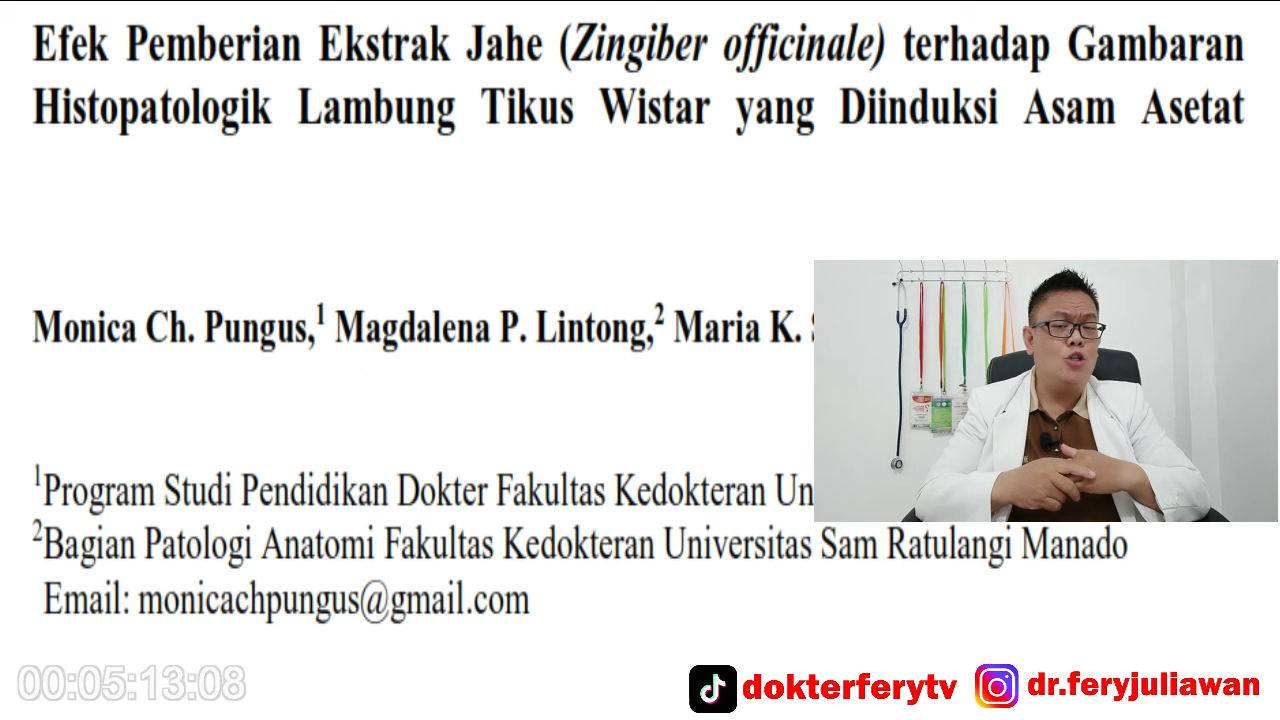 Efek Pemberian Ekstrak Jahe (Zingiber officinale) terhadap Gambaran
Histopatologik Lambung Tikus Wistar yang Diinduksi Asam Asetat
Monica Ch. Pungus,¹ Magdalena P. Lintong,² Maria K.
¹Program Studi Pendidikan Dokter Fakultas Kedokteran Un
²Bagian Patologi Anatomi Fakultas Kedokteran Universitas Sam Ratulangi Manado
Email: monicachpungus@gmail.com
00:05:13:08
dokterferytv
dr.feryjuliawan